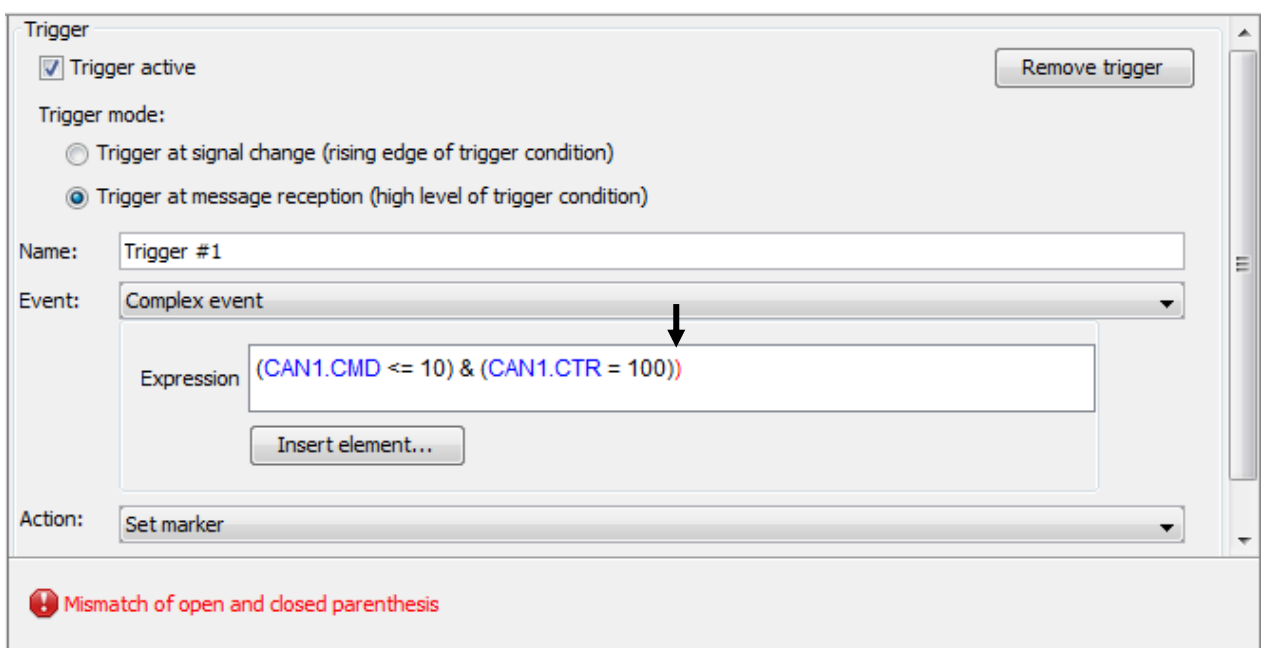 Trigger
Trigger active
Remove trigger
Trigger mode:
Trigger at signal change (rising edge of trigger condition)
Trigger at message reception (high level of trigger condition)
Name: Trigger #1
Event: Complex event
Expression (CAN1.CMD <= 10) & (CAN1.CTR = 100))
Insert element...
Action: Set marker
Mismatch of open and closed parenthesis